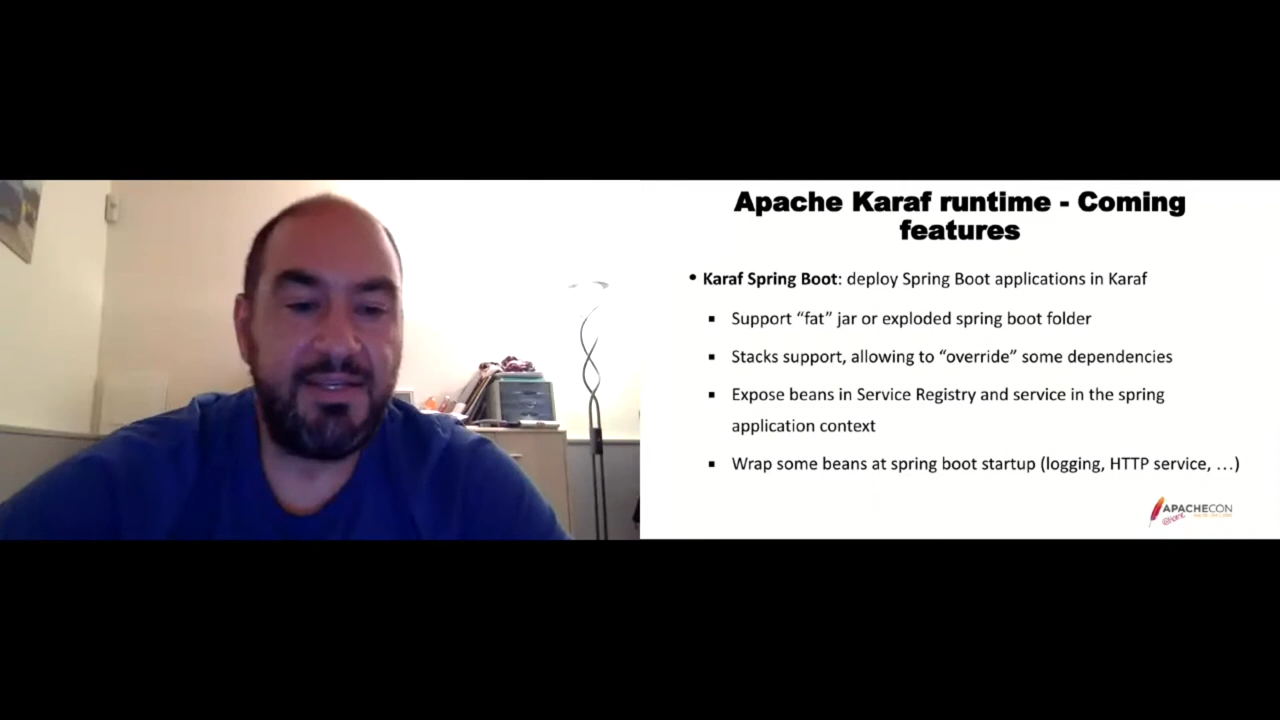 Apache Karaf runtime - Coming
features
• Karaf Spring Boot: deploy Spring Boot applications in Karaf
▪ Support “fat” jar or exploded spring boot folder
▪ Stacks support, allowing to “override” some dependencies
▪ Expose beans in Service Registry and service in the spring
application context
▪ Wrap some beans at spring boot startup (logging, HTTP service, …)
APACHECON
@home